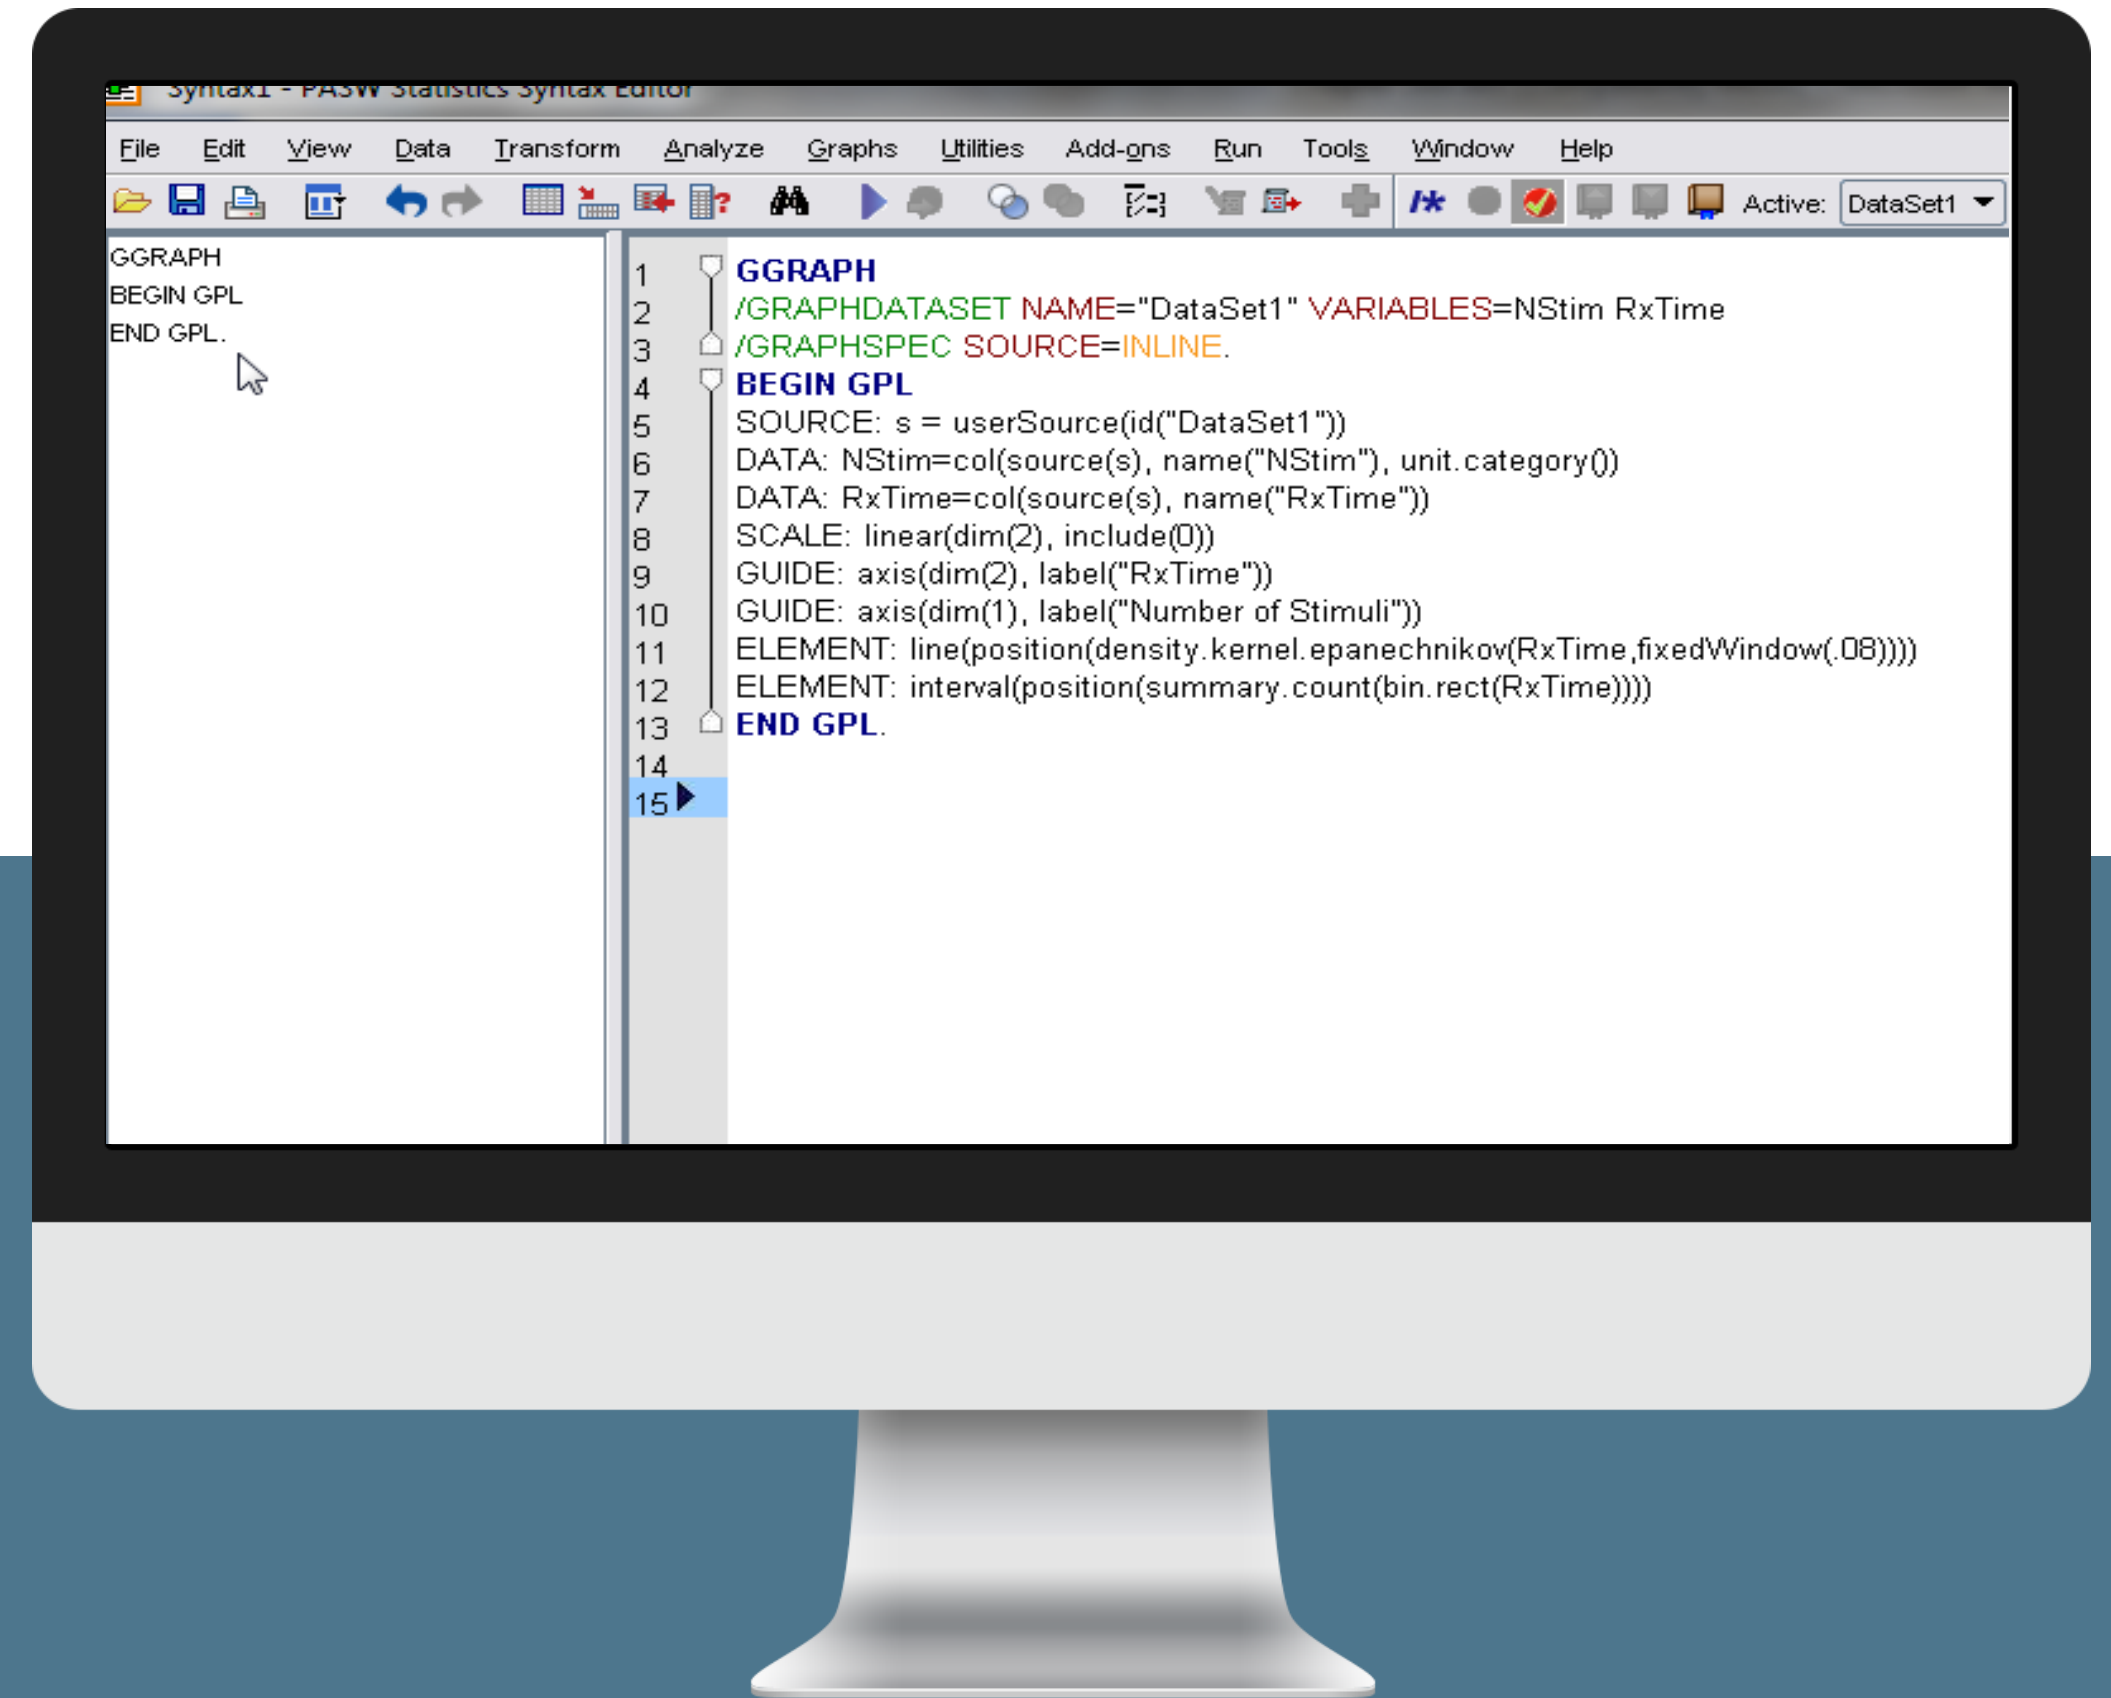 Syntax1 - PASW Statistics Syntax Editor
File Edit View Data Transform Analyze Graphs Utilities Add-ons Run Tools Window Help
Active: DataSet1
GGRAPH
BEGIN GPL
END GPL.
1 GGRAPH
2 /GRAPHDATASET NAME="DataSet1" VARIABLES=NStim RxTime
3 /GRAPHSPEC SOURCE=INLINE.
4 BEGIN GPL
5 SOURCE: s = userSource(id("DataSet1"))
6 DATA: NStim=col(source(s), name("NStim"), unit.category())
7 DATA: RxTime=col(source(s), name("RxTime"))
8 SCALE: linear(dim(2), include(0))
9 GUIDE: axis(dim(2), label("RxTime"))
10 GUIDE: axis(dim(1), label("Number of Stimuli"))
11 ELEMENT: line(position(density.kernel.epanechnikov(RxTime,fixedWindow(.08))))
12 ELEMENT: interval(position(summary.count(bin.rect(RxTime))))
13 END GPL.
14
15